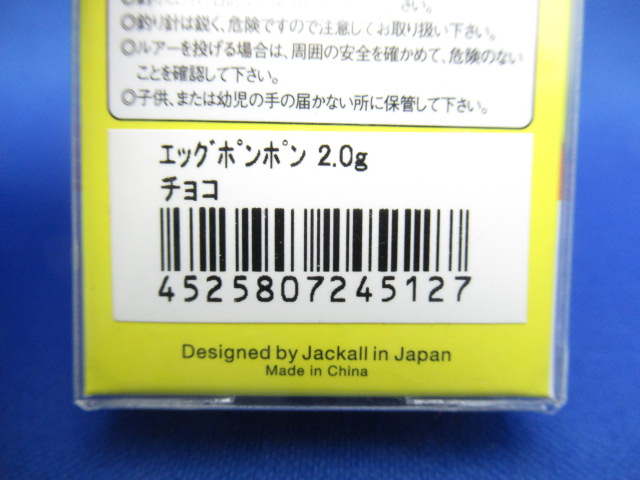 さい。
◎釣り針は鋭く、危険ですので注意してお取り扱い下さい。
◎ルアーを投げる場合は、周囲の安全を確かめて、危険のない
ことを確認して下さい。
◎子供、または幼児の手の届かない所に保管して下さい。
ｴｯｸﾞﾎﾟﾝﾎﾟﾝ 2.0g
チョコ
4525807245127
Designed by Jackall in Japan
Made in China